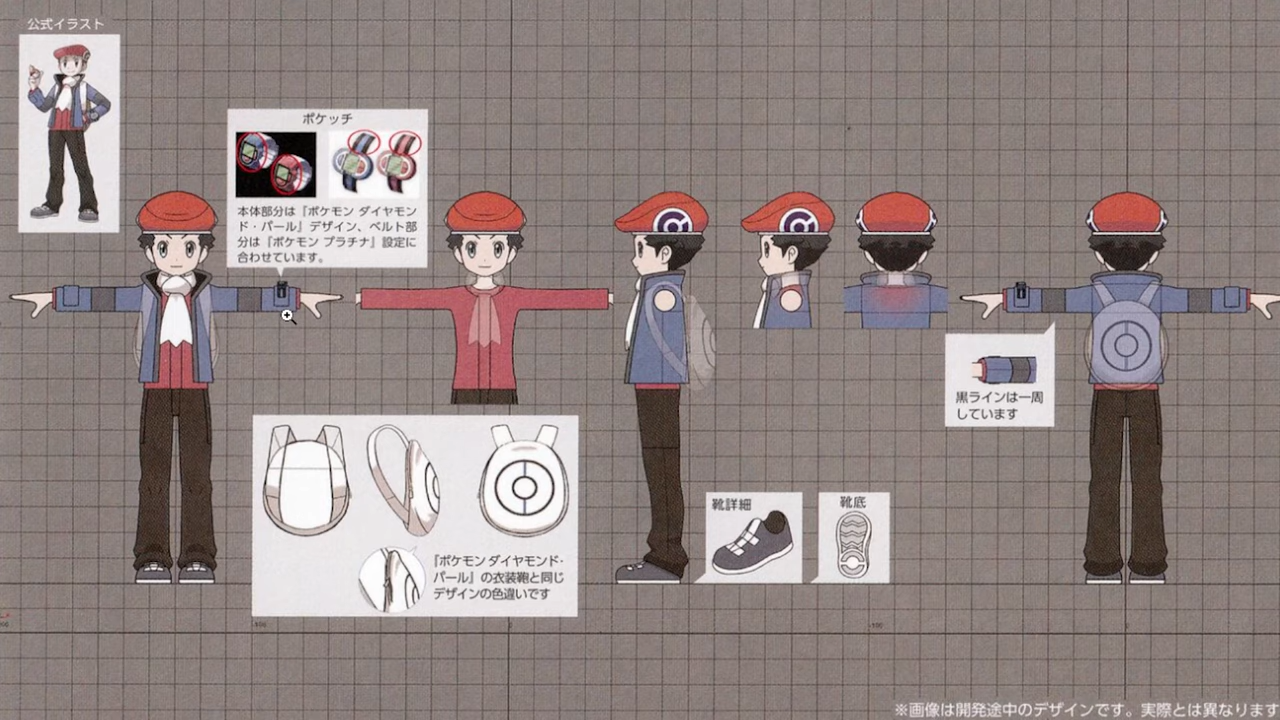 公式イラスト
ポケッチ
本体部分は『ポケモン ダイヤモン
ド・パール』デザイン、ベルト部
分は『ポケモン プラチナ』設定に
合わせています。
黒ラインは一周
しています
靴詳細
靴底
『ポケモン ダイヤモンド・
パール』の衣装鞄と同じ
デザインの色違いです
-100
0
-100
0
※画像は開発途中のデザインです。実際とは異なります